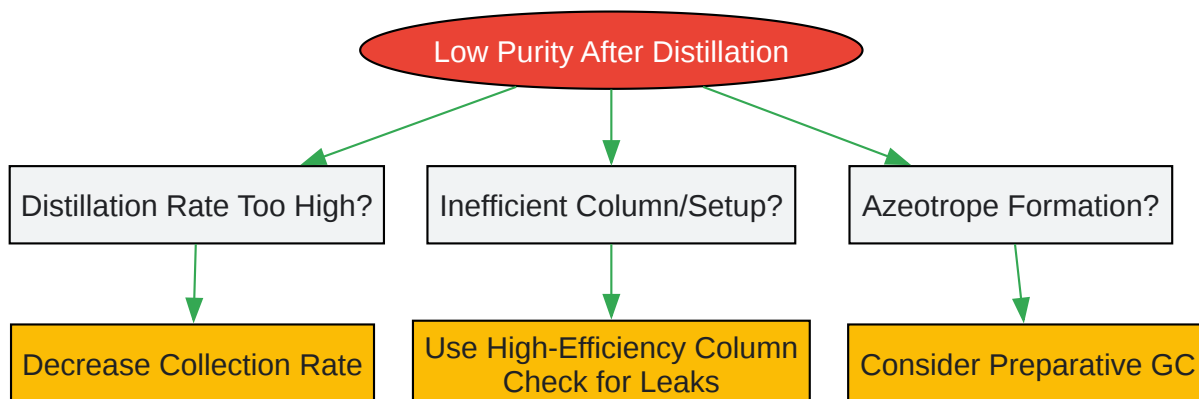 Low Purity After Distillation
Distillation Rate Too High?
Inefficient Column/Setup?
Azeotrope Formation?
Decrease Collection Rate
Use High-Efficiency Column
Check for Leaks
Consider Preparative GC